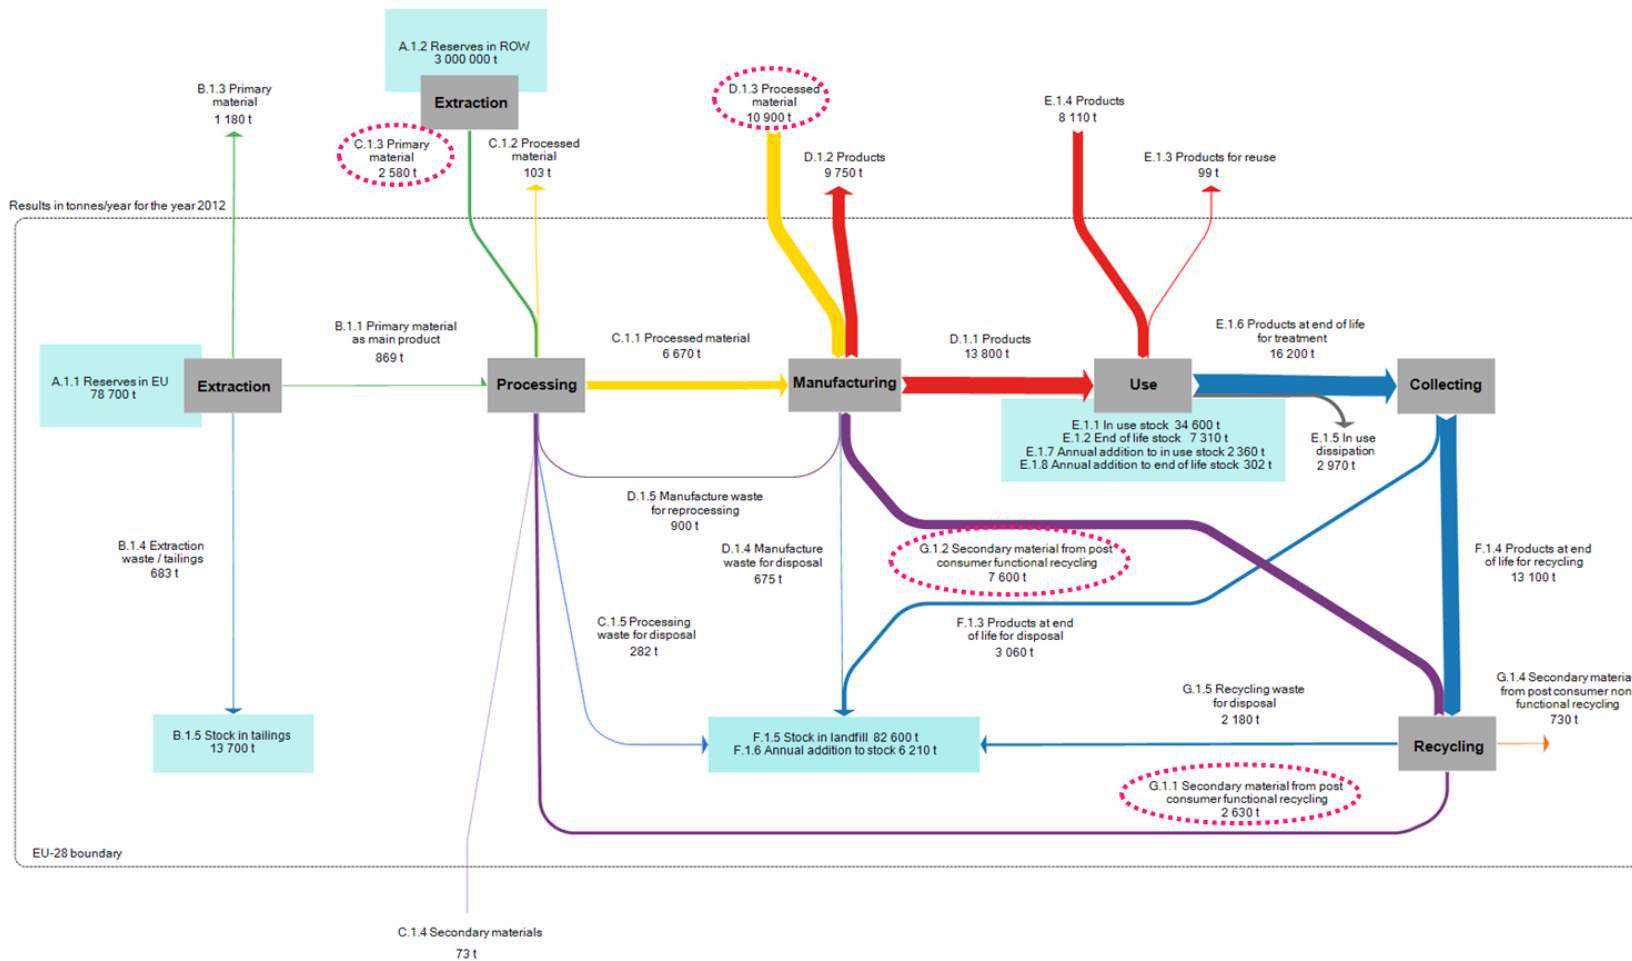 A.1.2 Reserves in ROW
3 000 000 t
Extraction
B.1.3 Primary
material
1 180 t
C.1.3 Primary
material
2 580 t
C.1.2 Processed
material
103 t
D.1.3 Processed
material
10 900 t
D.1.2 Products
9 750 t
E.1.4 Products
8 110 t
E.1.3 Products for reuse
99 t
Results in tonnes/year for the year 2012
A.1.1 Reserves in EU
78 700 t
Extraction
B.1.1 Primary material
as main product
869 t
Processing
C.1.1 Processed material
6 670 t
Manufacturing
D.1.1 Products
13 800 t
Use
E.1.6 Products at end of life
for treatment
16 200 t
Collecting
E.1.1 In use stock 34 600 t
E.1.2 End of life stock 7 310 t
E.1.7 Annual addition to in use stock 2 360 t
E.1.8 Annual addition to end of life stock 302 t
E.1.5 In use
dissipation
2 970 t
D.1.5 Manufacture waste
for reprocessing
900 t
B.1.4 Extraction
waste / tailings
683 t
D.1.4 Manufacture
waste for disposal
675 t
G.1.2 Secondary material from post
consumer functional recycling
7 600 t
F.1.4 Products at end
of life for recycling
13 100 t
C.1.5 Processing
waste for disposal
282 t
F.1.3 Products at end
of life for disposal
3 060 t
G.1.5 Recycling waste
for disposal
2 180 t
G.1.4 Secondary materia
from post consumer non
functional recycling
730 t
B.1.5 Stock in tailings
13 700 t
F.1.5 Stock in landfill 82 600 t
F.1.6 Annual addition to stock 6 210 t
Recycling
G.1.1 Secondary material from post
consumer functional recycling
2 630 t
EU-28 boundary
C.1.4 Secondary materials
73 t